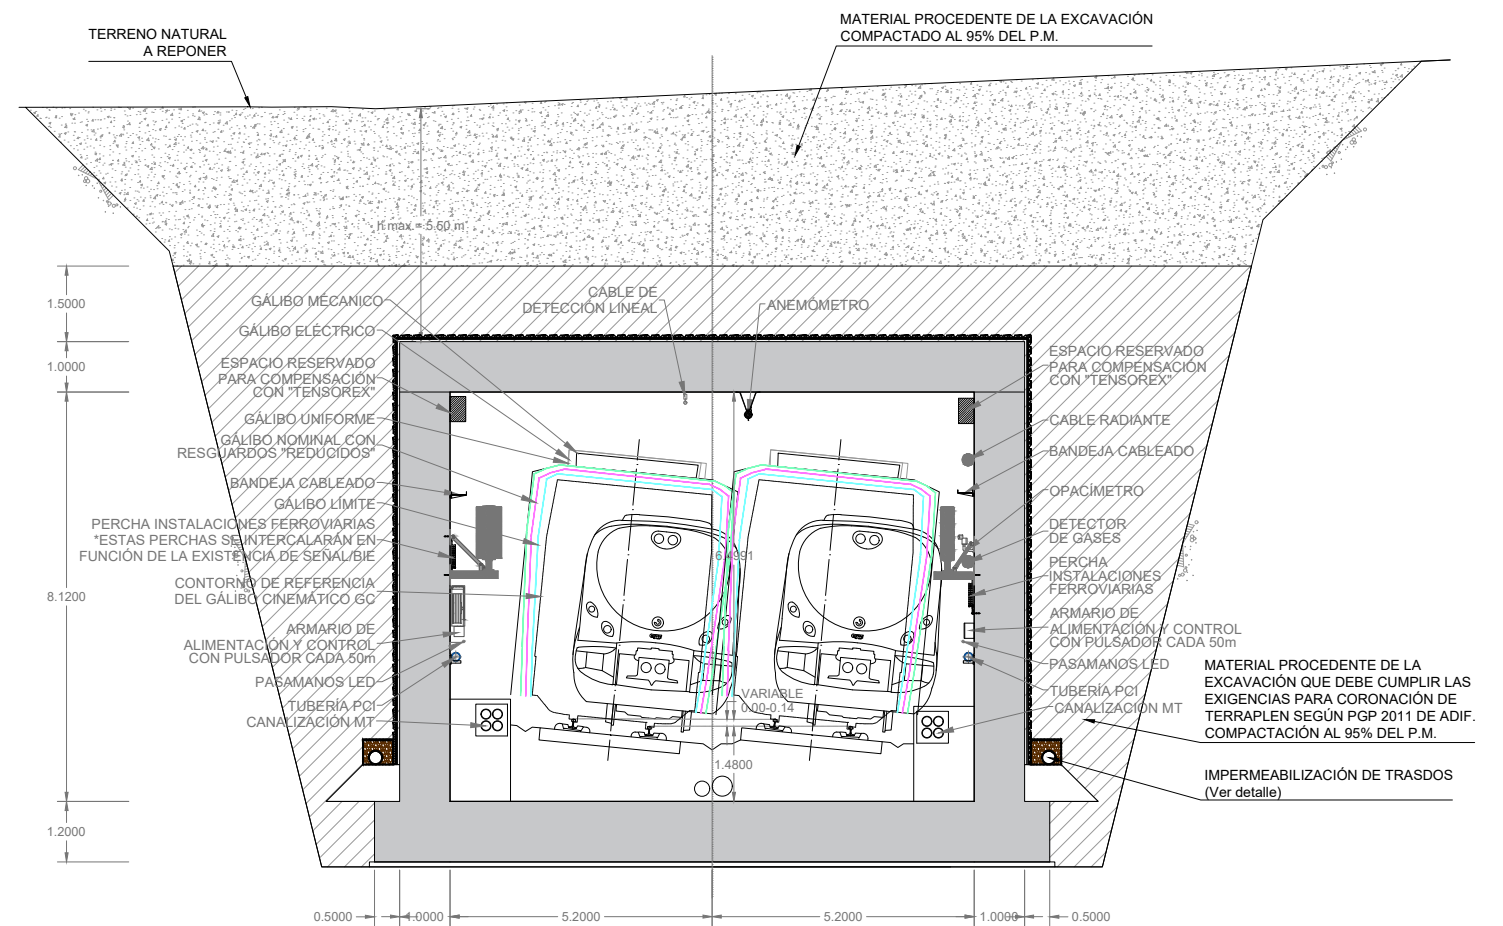 TERRENO NATURAL
A REPONER
MATERIAL PROCEDENTE DE LA EXCAVACIÓN
COMPACTADO AL 95% DEL P.M.
h max.= 5.60 m
1.5000
1.0000
8.1200
1.2000
GÁLIBO MECÁNICO
GÁLIBO ELÉCTRICO
ESPACIO RESERVADO
PARA COMPENSACIÓN
CON "TENSOREX"
GÁLIBO UNIFORME
GÁLIBO NOMINAL CON
RESGUARDOS "REDUCIDOS"
BANDEJA CABLEADO
GÁLIBO LÍMITE
PERCHA INSTALACIONES FERROVIARIAS
*ESTAS PERCHAS SE INTERCALARÁN EN
FUNCIÓN DE LA EXISTENCIA DE SEÑAL/BIE
CONTORNO DE REFERENCIA
DEL GÁLIBO CINEMÁTICO GC
ARMARIO DE
ALIMENTACIÓN Y CONTROL
CON PULSADOR CADA 50m
PASAMANOS LED
TUBERÍA PCI
CANALIZACIÓN MT
CABLE DE
DETECCIÓN LINEAL
ANEMÓMETRO
6.4991
VARIABLE
0.00-0.14
1.4800
ESPACIO RESERVADO
PARA COMPENSACIÓN
CON "TENSOREX"
CABLE RADIANTE
BANDEJA CABLEADO
OPACÍMETRO
DETECTOR
DE GASES
PERCHA
INSTALACIONES
FERROVIARIAS
ARMARIO DE
ALIMENTACIÓN Y CONTROL
CON PULSADOR CADA 50m
PASAMANOS LED
TUBERÍA PCI
CANALIZACIÓN MT
MATERIAL PROCEDENTE DE LA
EXCAVACIÓN QUE DEBE CUMPLIR LAS
EXIGENCIAS PARA CORONACIÓN DE
TERRAPLEN SEGÚN PGP 2011 DE ADIF.
COMPACTACIÓN AL 95% DEL P.M.
IMPERMEABILIZACIÓN DE TRASDOS
(Ver detalle)
0.5000
1.0000
5.2000
5.2000
1.0000
0.5000